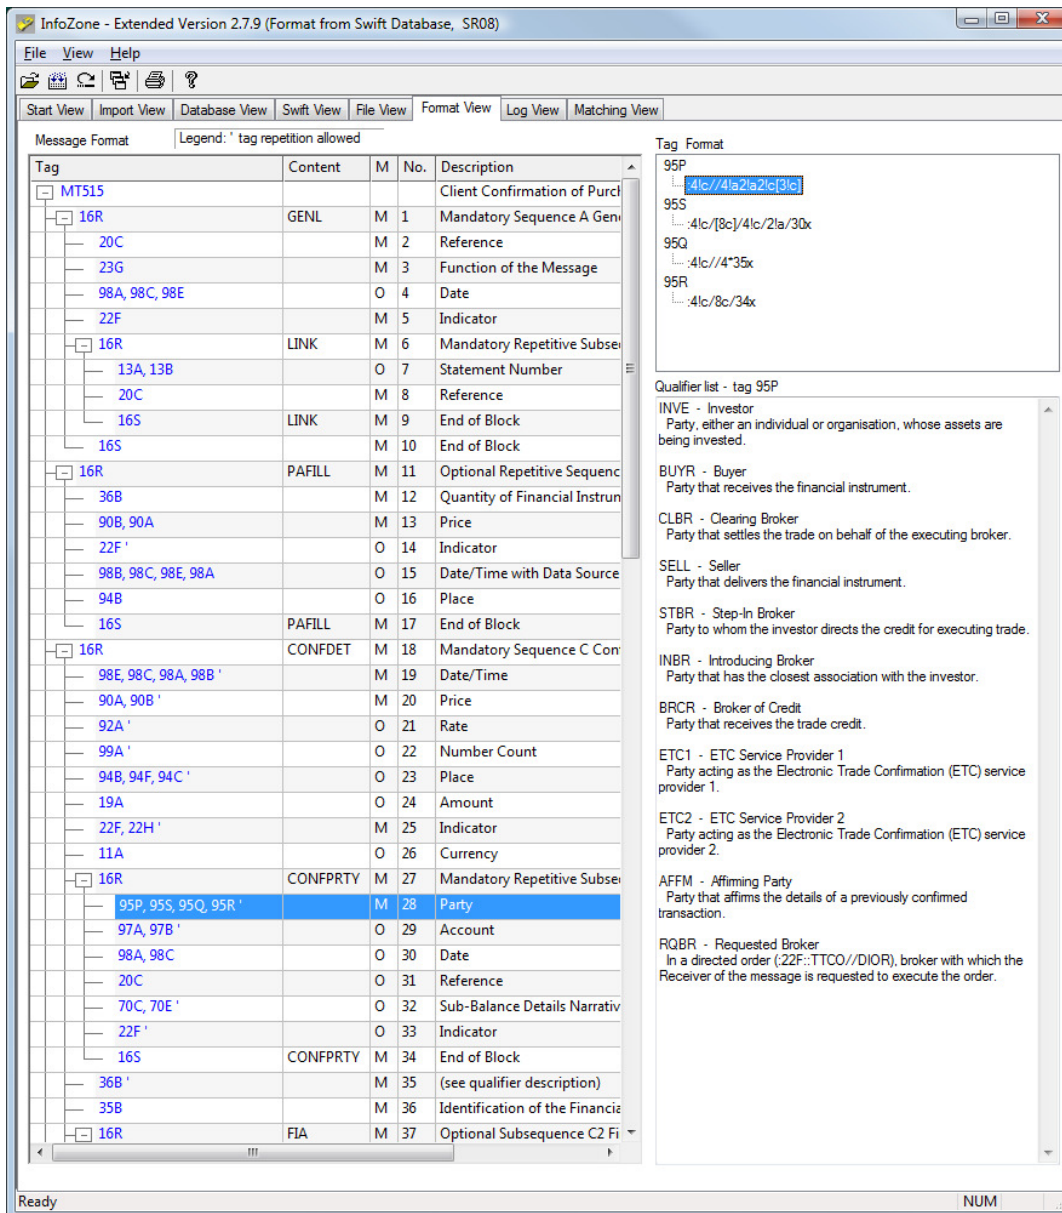 InfoZone - Extended Version 2.7.9 (Format from Swift Database, SR08)
File View Help
Start View Import View Database View Swift View File View Format View Log View Matching View
Message Format Legend: ' tag repetition allowed
Tag Content M No. Description
MT515 Client Confirmation of Purch
16R GENL M 1 Mandatory Sequence A Gen
20C M 2 Reference
23G M 3 Function of the Message
98A, 98C, 98E O 4 Date
22F M 5 Indicator
16R LINK M 6 Mandatory Repetitive Subse
13A, 13B O 7 Statement Number
20C M 8 Reference
16S LINK M 9 End of Block
16S M 10 End of Block
16R PAFILL M 11 Optional Repetitive Sequenc
36B M 12 Quantity of Financial Instrun
90B, 90A M 13 Price
22F ' O 14 Indicator
98B, 98C, 98E, 98A O 15 Date/Time with Data Source
94B O 16 Place
16S PAFILL M 17 End of Block
16R CONFDET M 18 Mandatory Sequence C Con
98E, 98C, 98A, 98B ' M 19 Date/Time
90A, 90B ' M 20 Price
92A ' O 21 Rate
99A ' O 22 Number Count
94B, 94F, 94C ' O 23 Place
19A O 24 Amount
22F, 22H ' M 25 Indicator
11A O 26 Currency
16R CONFPRTY M 27 Mandatory Repetitive Subse
95P, 95S, 95Q, 95R ' M 28 Party
97A, 97B ' O 29 Account
98A, 98C O 30 Date
20C O 31 Reference
70C, 70E ' O 32 Sub-Balance Details Narrativ
22F ' O 33 Indicator
16S CONFPRTY M 34 End of Block
36B ' M 35 (see qualifier description)
35B M 36 Identification of the Financia
16R FIA M 37 Optional Subsequence C2 Fi
Tag Format
95P
:4!c//4!a2!a2!c[3!c]
95S
:4!c/[8c]/4!c/2!a/30x
95Q
:4!c//4*35x
95R
:4!c/8c/34x
Qualifier list - tag 95P
INVE - Investor
Party, either an individual or organisation, whose assets are
being invested.
BUYR - Buyer
Party that receives the financial instrument.
CLBR - Clearing Broker
Party that settles the trade on behalf of the executing broker.
SELL - Seller
Party that delivers the financial instrument.
STBR - Step-In Broker
Party to whom the investor directs the credit for executing trade.
INBR - Introducing Broker
Party that has the closest association with the investor.
BRCR - Broker of Credit
Party that receives the trade credit.
ETC1 - ETC Service Provider 1
Party acting as the Electronic Trade Confirmation (ETC) service
provider 1.
ETC2 - ETC Service Provider 2
Party acting as the Electronic Trade Confirmation (ETC) service
provider 2.
AFFM - Affirming Party
Party that affirms the details of a previously confirmed
transaction.
RQBR - Requested Broker
In a directed order (:22F::TTCO//DIOR), broker with which the
Receiver of the message is requested to execute the order.
Ready NUM